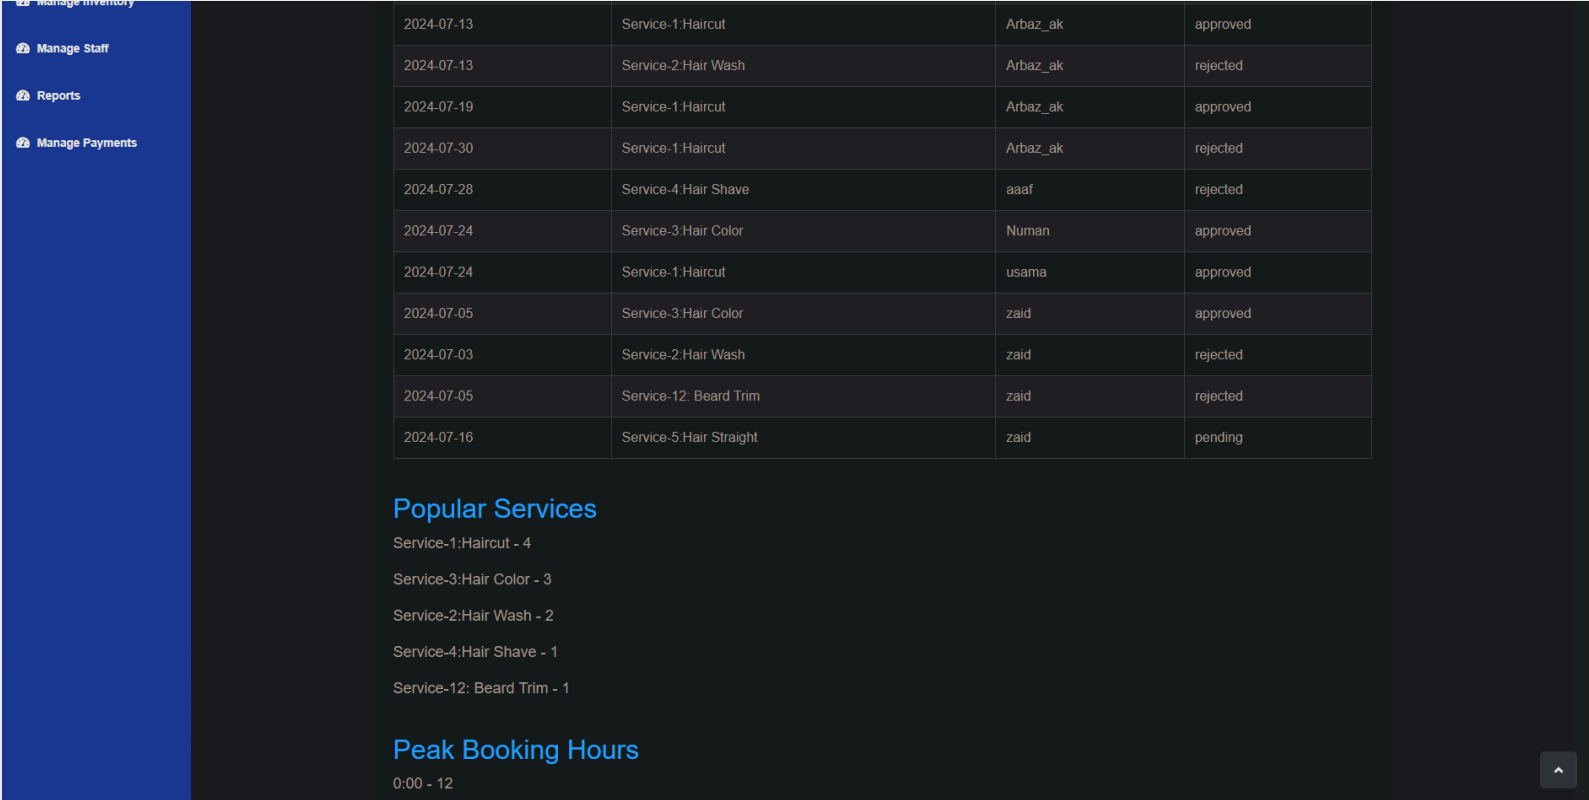 Manage Inventory
Manage Staff
Reports
Manage Payments
2024-07-13 Service-1:Haircut Arbaz_ak approved
2024-07-13 Service-2:Hair Wash Arbaz_ak rejected
2024-07-19 Service-1:Haircut Arbaz_ak approved
2024-07-30 Service-1:Haircut Arbaz_ak rejected
2024-07-28 Service-4:Hair Shave aaaf rejected
2024-07-24 Service-3:Hair Color Numan approved
2024-07-24 Service-1:Haircut usama approved
2024-07-05 Service-3:Hair Color zaid approved
2024-07-03 Service-2:Hair Wash zaid rejected
2024-07-05 Service-12: Beard Trim zaid rejected
2024-07-16 Service-5:Hair Straight zaid pending
Popular Services
Service-1:Haircut - 4
Service-3:Hair Color - 3
Service-2:Hair Wash - 2
Service-4:Hair Shave - 1
Service-12: Beard Trim - 1
Peak Booking Hours
0:00 - 12